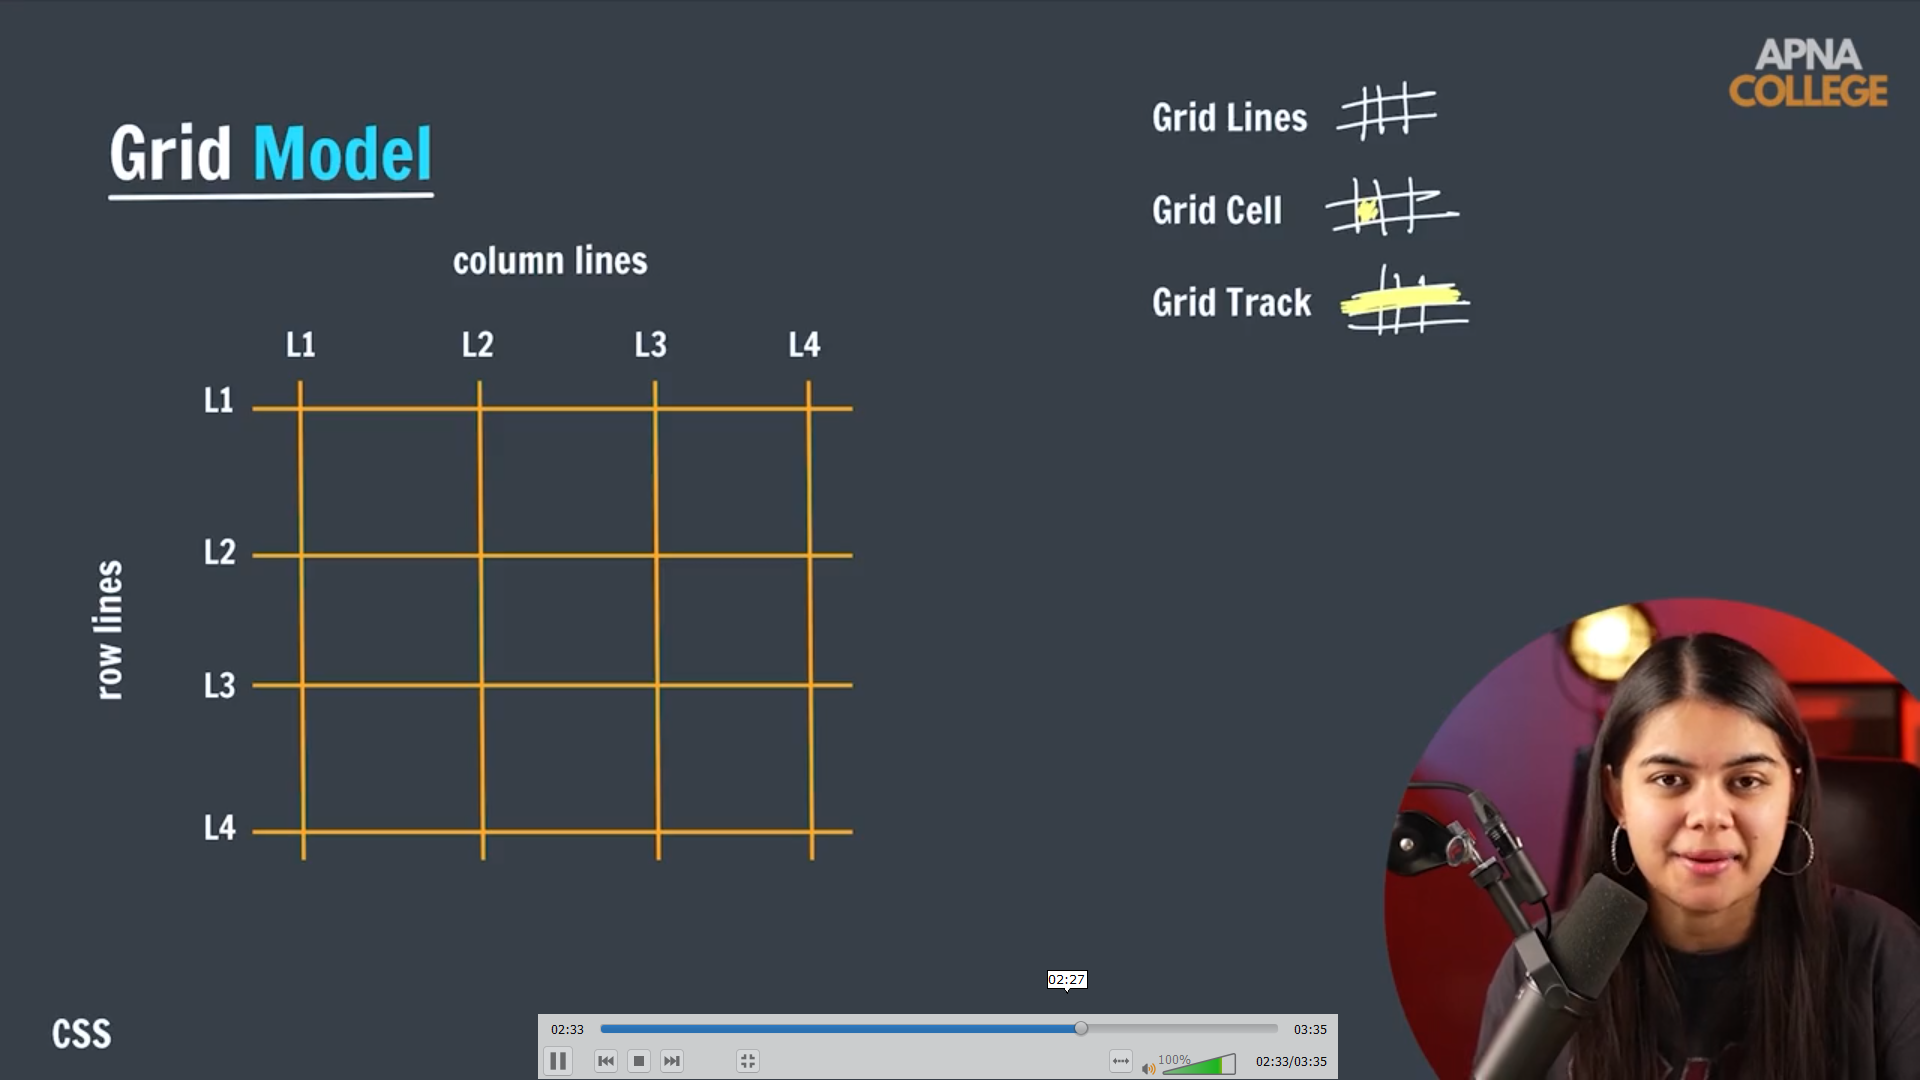 APNA
COLLEGE
Grid Model
Grid Lines
Grid Cell
Grid Track
column lines
L1 L2 L3 L4
L1
L2
L3
L4
row lines
CSS
02:27
02:33
03:35
100%
02:33/03:35